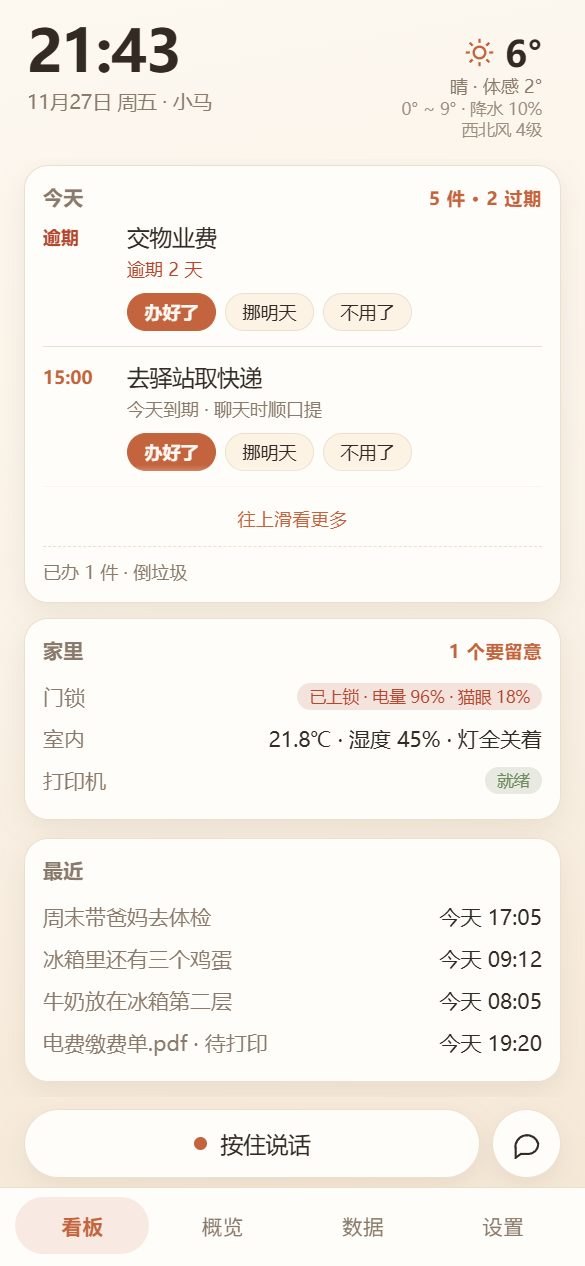 21:43
11月27日 周五 · 小马
6°
晴 · 体感 2°
0° ~ 9° · 降水 10%
西北风 4级
今天
5 件 • 2 过期
逾期
交物业费
逾期 2 天
办好了
挪明天
不用了
15:00
去驿站取快递
今天到期 · 聊天时顺口提
办好了
挪明天
不用了
往上滑看更多
已办 1 件 · 倒垃圾
家里
1 个要留意
门锁
已上锁 · 电量 96% · 猫眼 18%
室内
21.8℃ · 湿度 45% · 灯全关着
打印机
就绪
最近
周末带爸妈去体检
今天 17:05
冰箱里还有三个鸡蛋
今天 09:12
牛奶放在冰箱第二层
今天 08:05
电费缴费单.pdf · 待打印
今天 19:20
按住说话
看板
概览
数据
设置